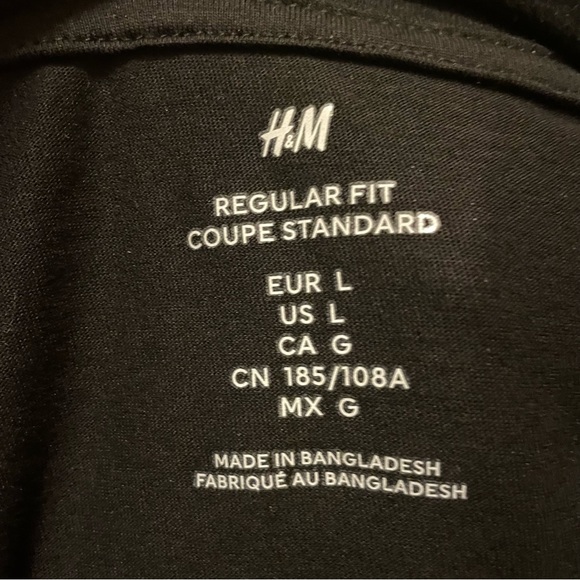 H&M
REGULAR FIT
COUPE STANDARD
EUR L
US L
CA G
CN 185/108A
MX G
MADE IN BANGLADESH
FABRIQUÉ AU BANGLADESH